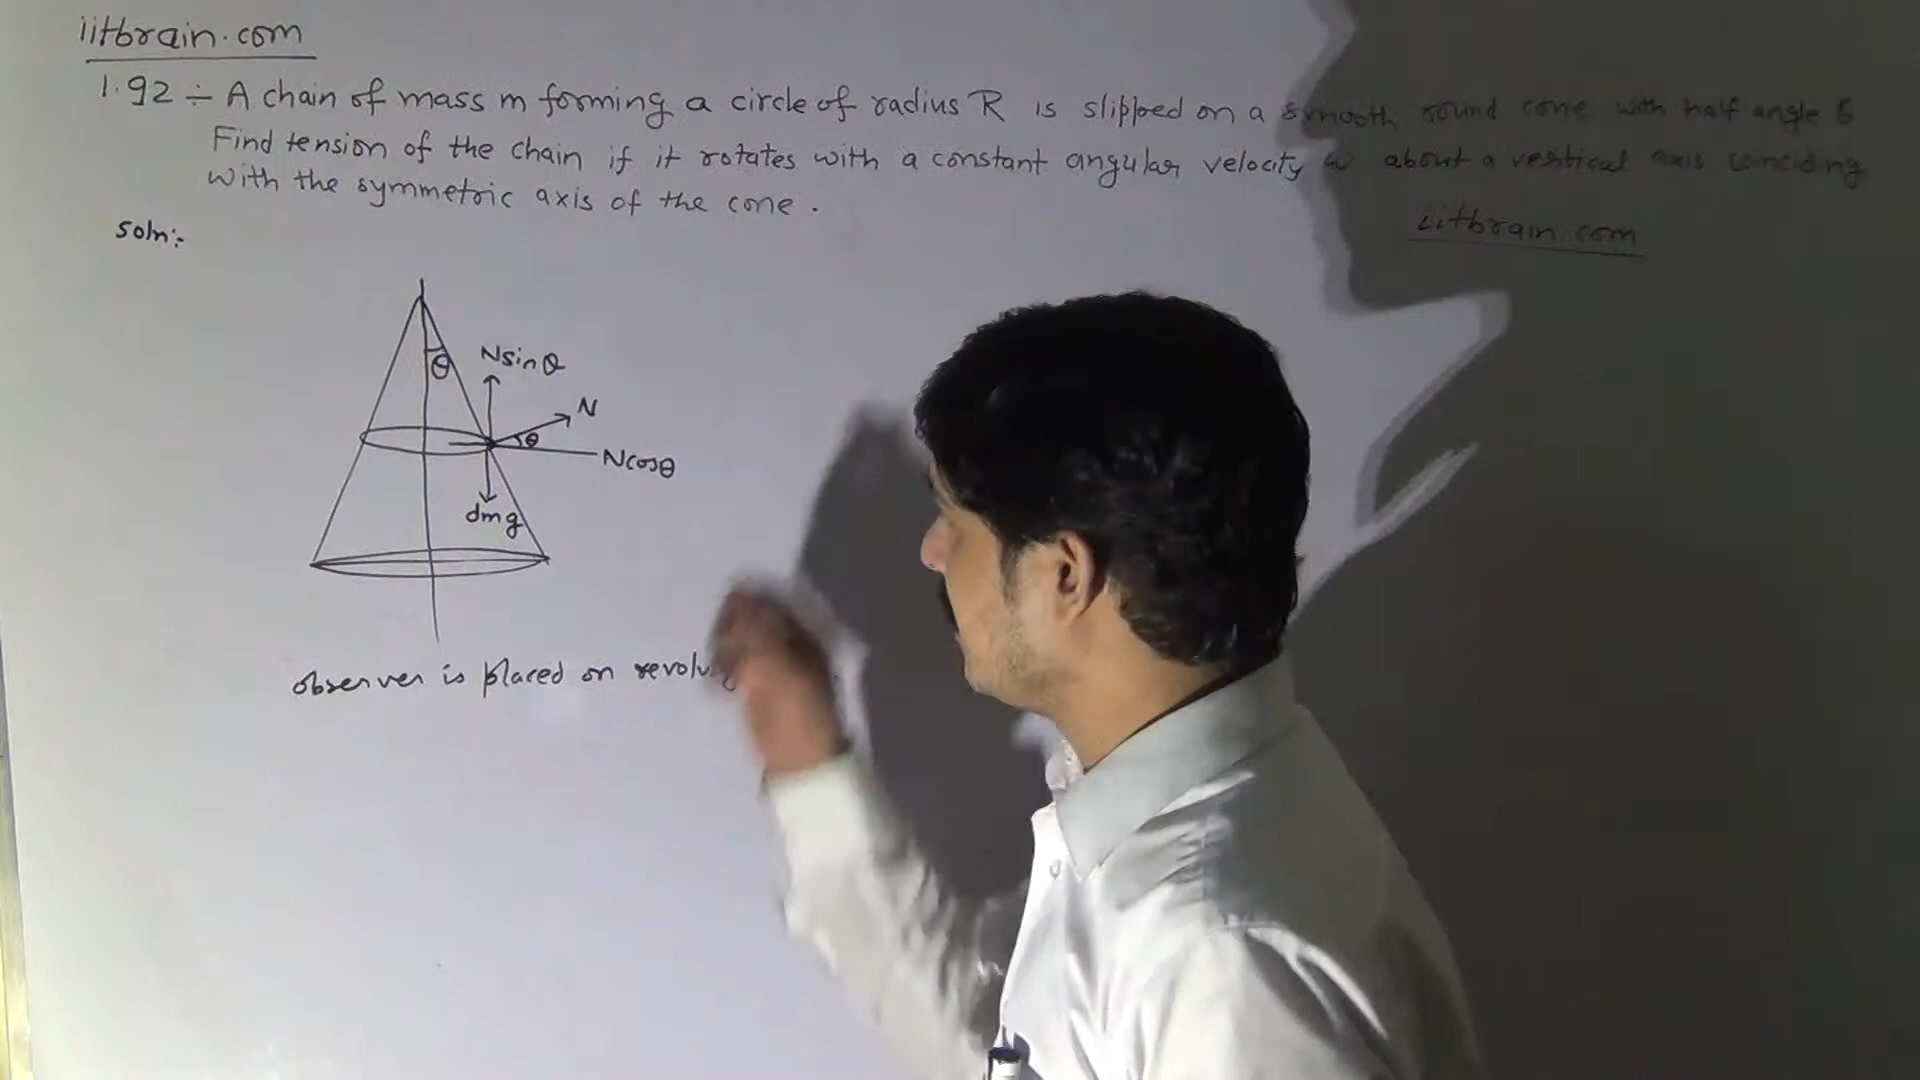 iitbrain.com
1.92 ÷ A chain of mass m forming a circle of radius R is slipped on a smooth round cone with half angle
Find tension of the chain if it rotates with a constant angular velocity ω about a vertical axis coinciding
with the symmetric axis of the cone.
iitbrain.com
Soln:-
θ
Nsinθ
N
θ
Ncosθ
dmg
observer is placed on